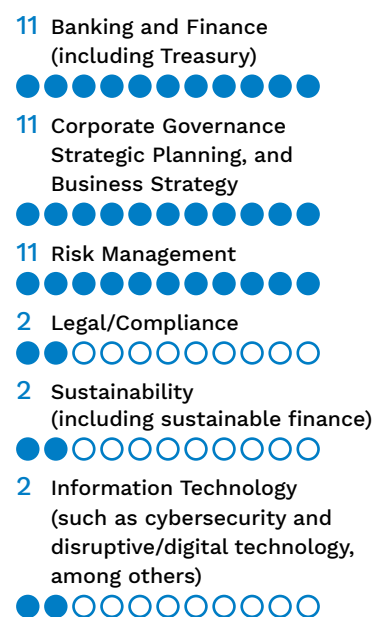 11 Banking and Finance
(including Treasury)
11 Corporate Governance
Strategic Planning, and
Business Strategy
11 Risk Management
2 Legal/Compliance
2 Sustainability
(including sustainable finance)
2 Information Technology
(such as cybersecurity and
disruptive/digital technology,
among others)